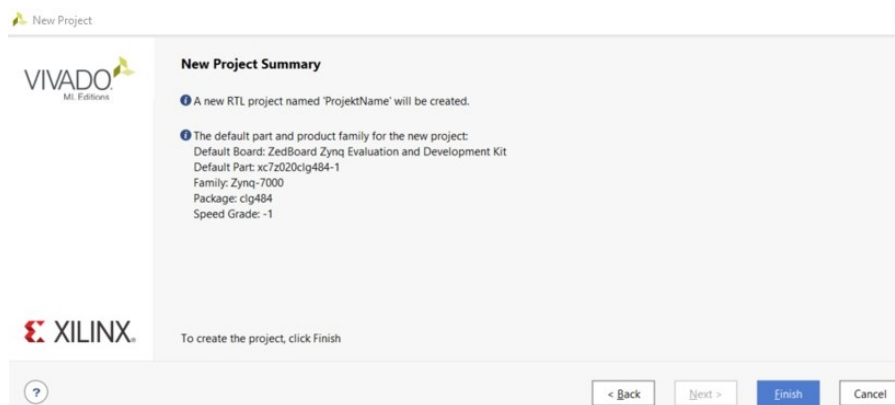 New Project
VIVADO.
ML Editions
New Project Summary
A new RTL project named 'ProjektName' will be created.
The default part and product family for the new project:
Default Board: ZedBoard Zynq Evaluation and Development Kit
Default Part: xc7z020clg484-1
Family: Zynq-7000
Package: clg484
Speed Grade: -1
XILINX.
To create the project, click Finish
?
< Back
Next >
Finish
Cancel